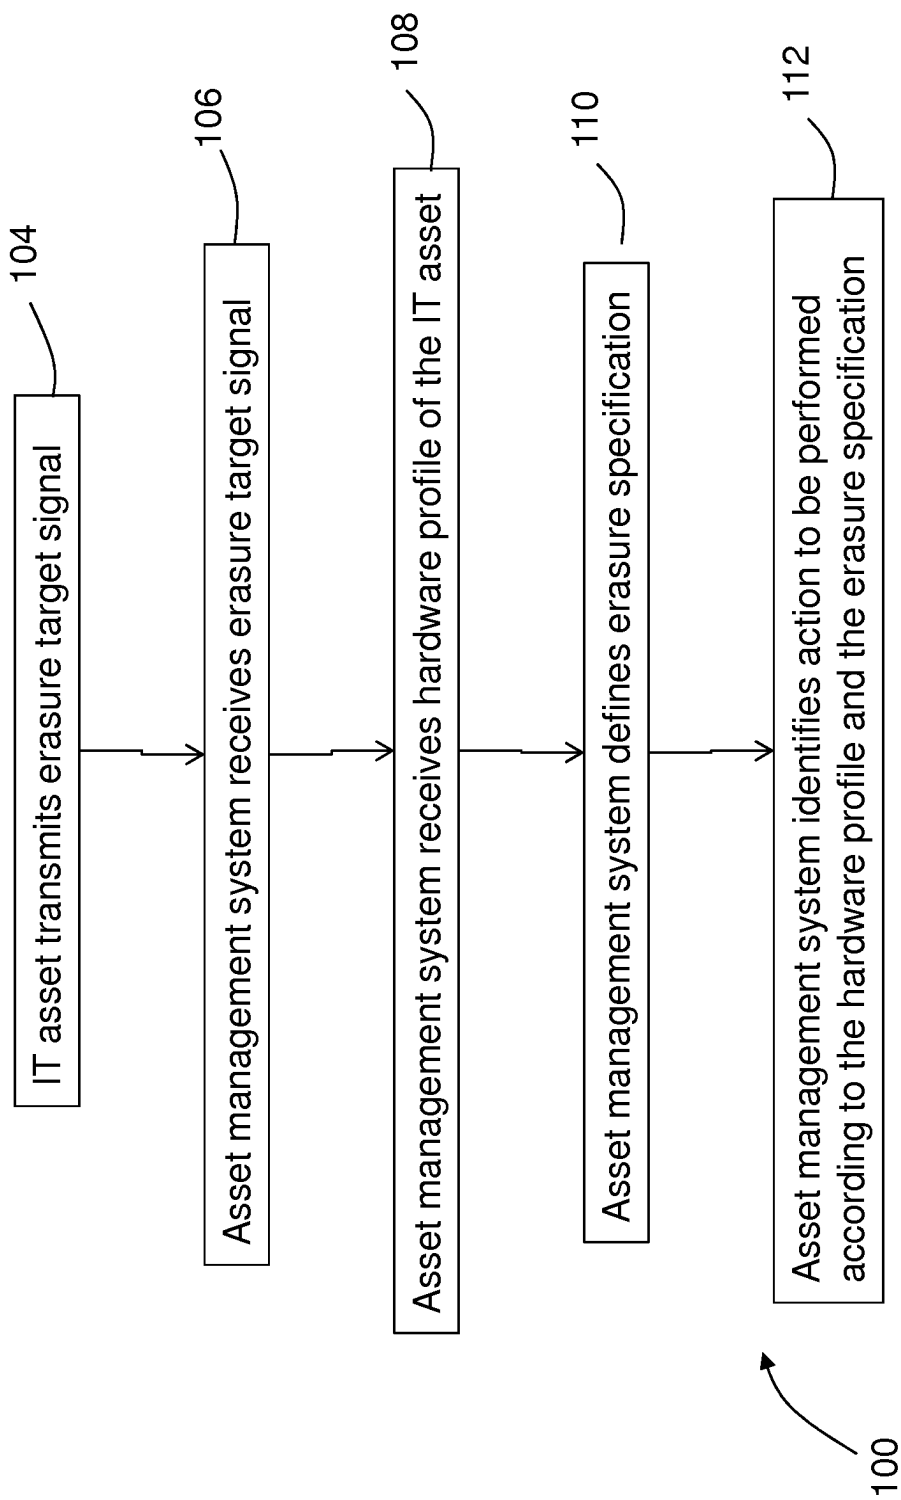 IT asset transmits erasure target signal
104
Asset management system receives erasure target signal
106
Asset management system receives hardware profile of the IT asset
108
Asset management system defines erasure specification
110
Asset management system identifies action to be performed
according to the hardware profile and the erasure specification
112
100